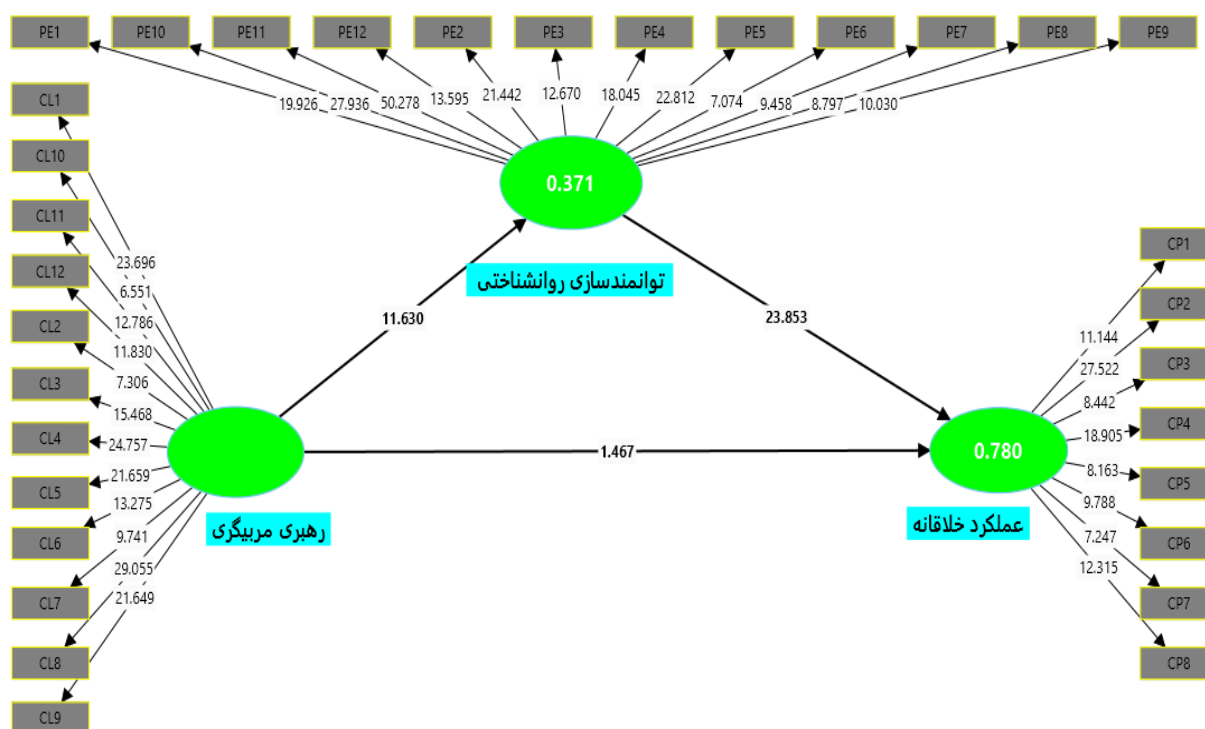 PE1 PE10 PE11 PE12 PE2 PE3 PE4 PE5 PE6 PE7 PE8 PE9
19.926 27.936 50.278 13.595 21.442 12.670 18.045 22.812 7.074 9.458 8.797 10.030
CL1
CL10
CL11
CL12
CL2
CL3
CL4
CL5
CL6
CL7
CL8
CL9
23.696
6.551
12.786
11.830
7.306
15.468
24.757
21.659
13.275
9.741
29.055
21.649
0.371
توانمندسازی روانشناختی
11.630
23.853
1.467
رهبری مربیگری
0.780
عملکرد خلاقانه
11.144
27.522
8.442
18.905
8.163
9.788
7.247
12.315
CP1
CP2
CP3
CP4
CP5
CP6
CP7
CP8